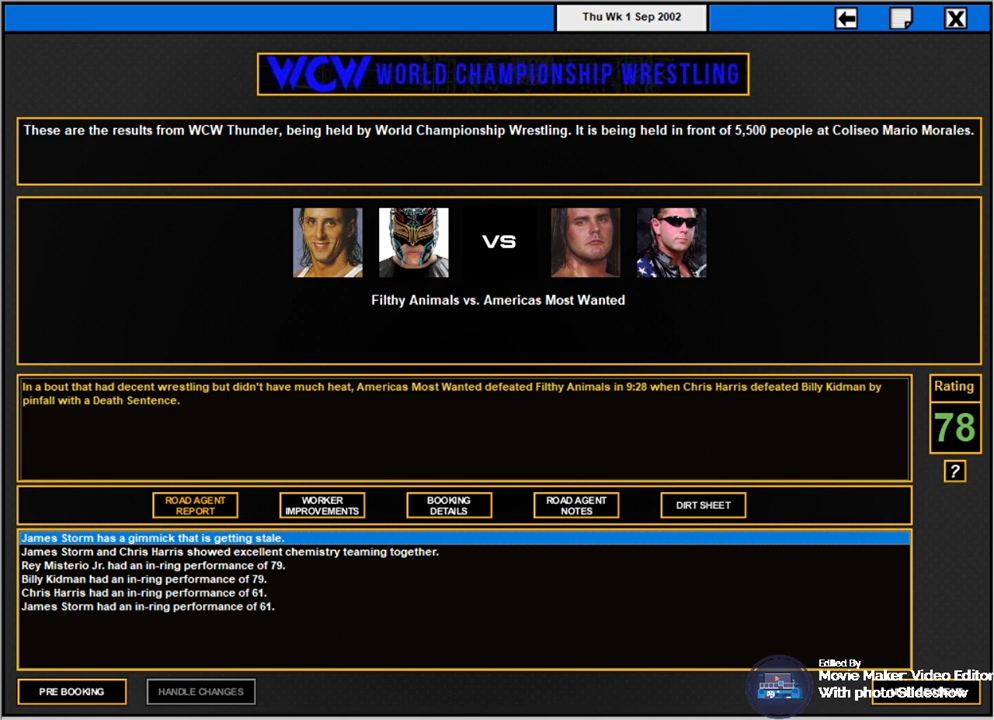 Thu Wk 1 Sep 2002
X
WCW WORLD CHAMPIONSHIP WRESTLING
These are the results from WCW Thunder, being held by World Championship Wrestling. It is being held in front of 5,500 people at Coliseo Mario Morales.
VS
Filthy Animals vs. Americas Most Wanted
In a bout that had decent wrestling but didn't have much heat, Americas Most Wanted defeated Filthy Animals in 9:28 when Chris Harris defeated Billy Kidman by
pinfall with a Death Sentence.
Rating
78
?
ROAD AGENT
REPORT
WORKER
IMPROVEMENTS
BOOKING
DETAILS
ROAD AGENT
NOTES
DIRT SHEET
James Storm has a gimmick that is getting stale.
James Storm and Chris Harris showed excellent chemistry teaming together.
Rey Misterio Jr. had an in-ring performance of 79.
Billy Kidman had an in-ring performance of 79.
Chris Harris had an in-ring performance of 61.
James Storm had an in-ring performance of 61.
PRE BOOKING
HANDLE CHANGES
Edited By
Movie Maker: Video Editor
With photo Slideshow